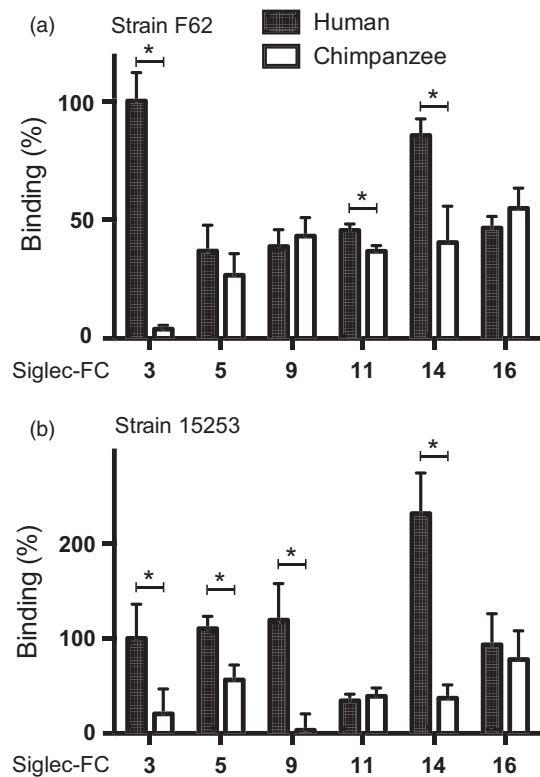 (a) Strain F62
Human
Chimpanzee
* * *
100
50
0
Binding (%)
Siglec-FC 3 5 9 11 14 16
(b) Strain 15253
* * * *
200
100
0
Binding (%)
Siglec-FC 3 5 9 11 14 16